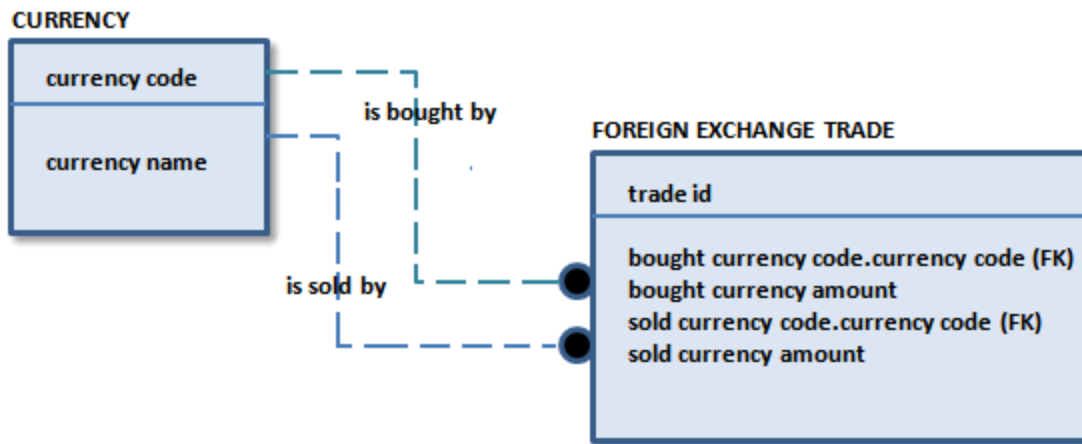 CURRENCY
currency code
currency name
is bought by
is sold by
FOREIGN EXCHANGE TRADE
trade id
bought currency code.currency code (FK)
bought currency amount
sold currency code.currency code (FK)
sold currency amount